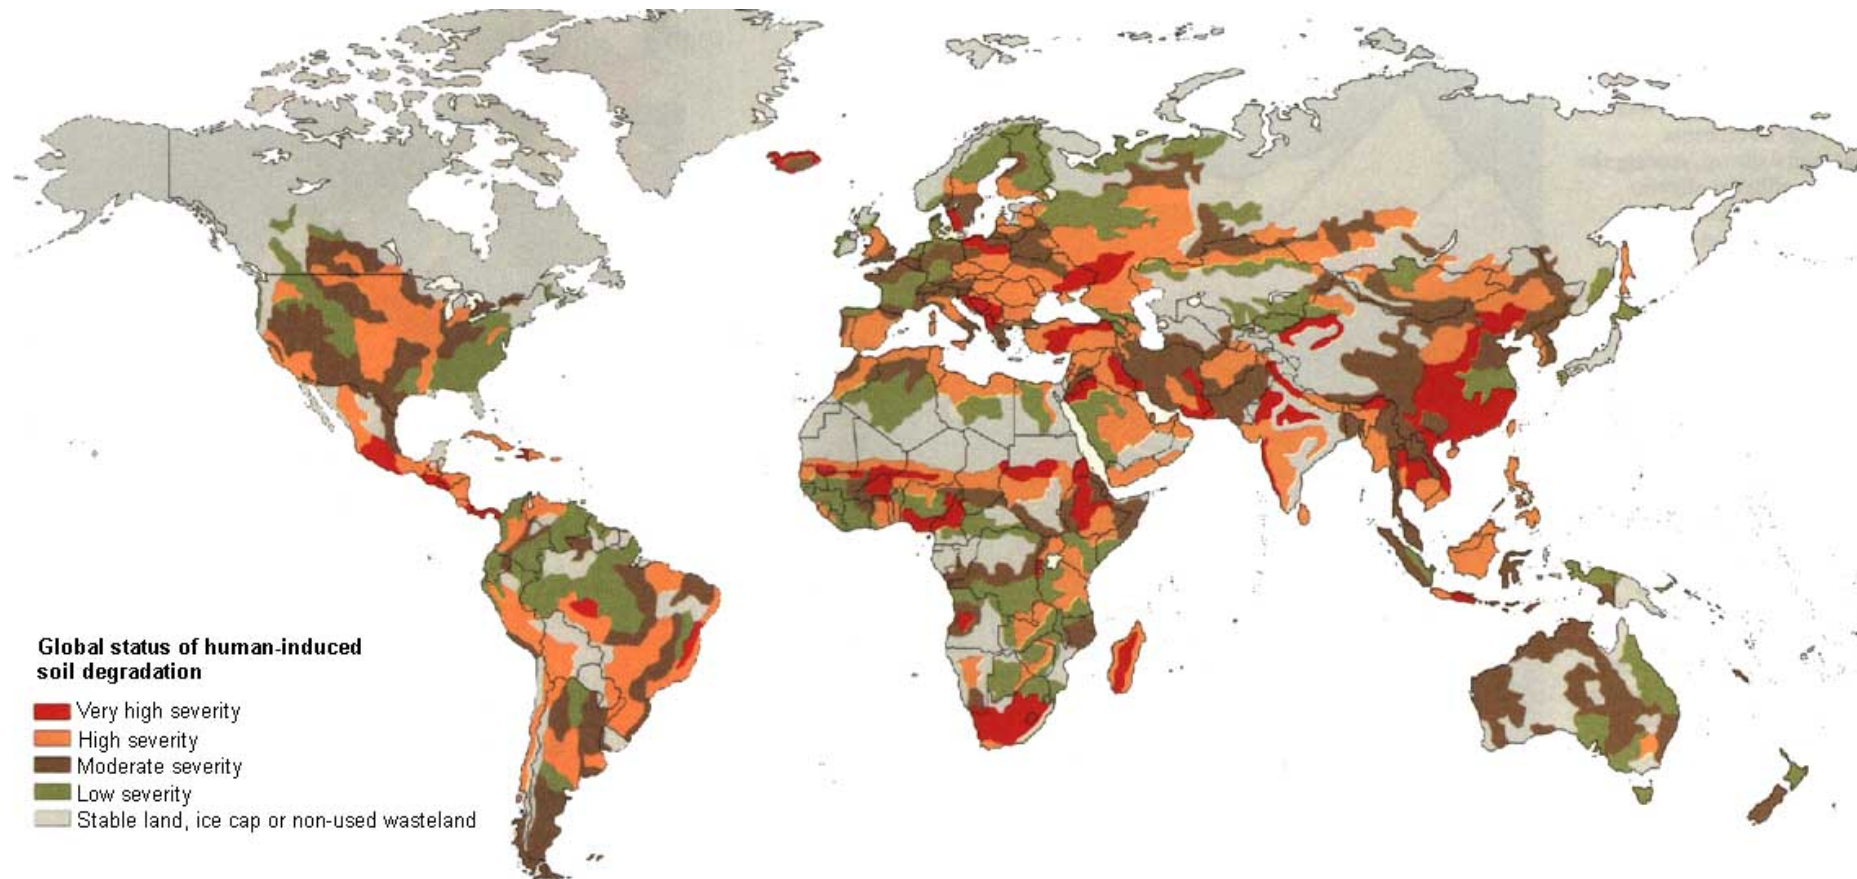 Global status of human-induced
soil degradation
Very high severity
High severity
Moderate severity
Low severity
Stable land, ice cap or non-used wasteland